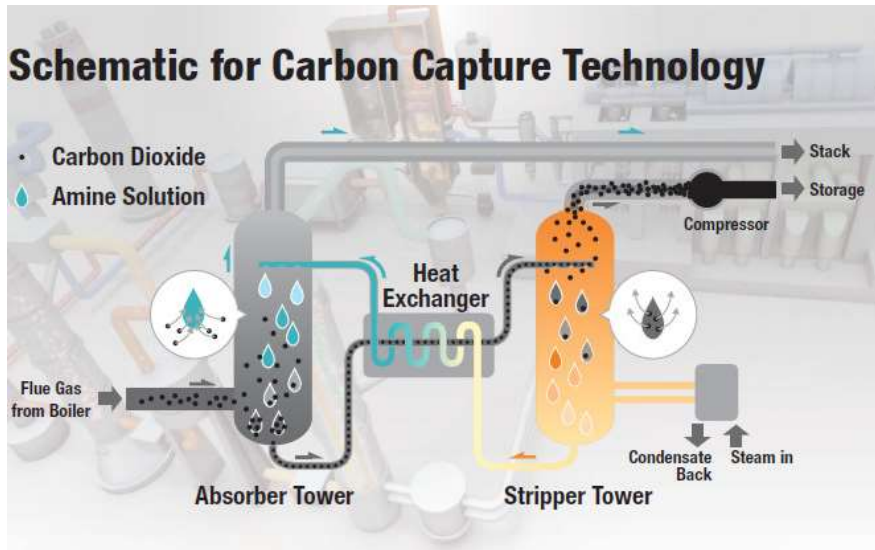 Schematic for Carbon Capture Technology
Carbon Dioxide
Amine Solution
Stack
Storage
Compressor
Heat
Exchanger
Flue Gas
from Boiler
Condensate
Back
Steam in
Absorber Tower
Stripper Tower